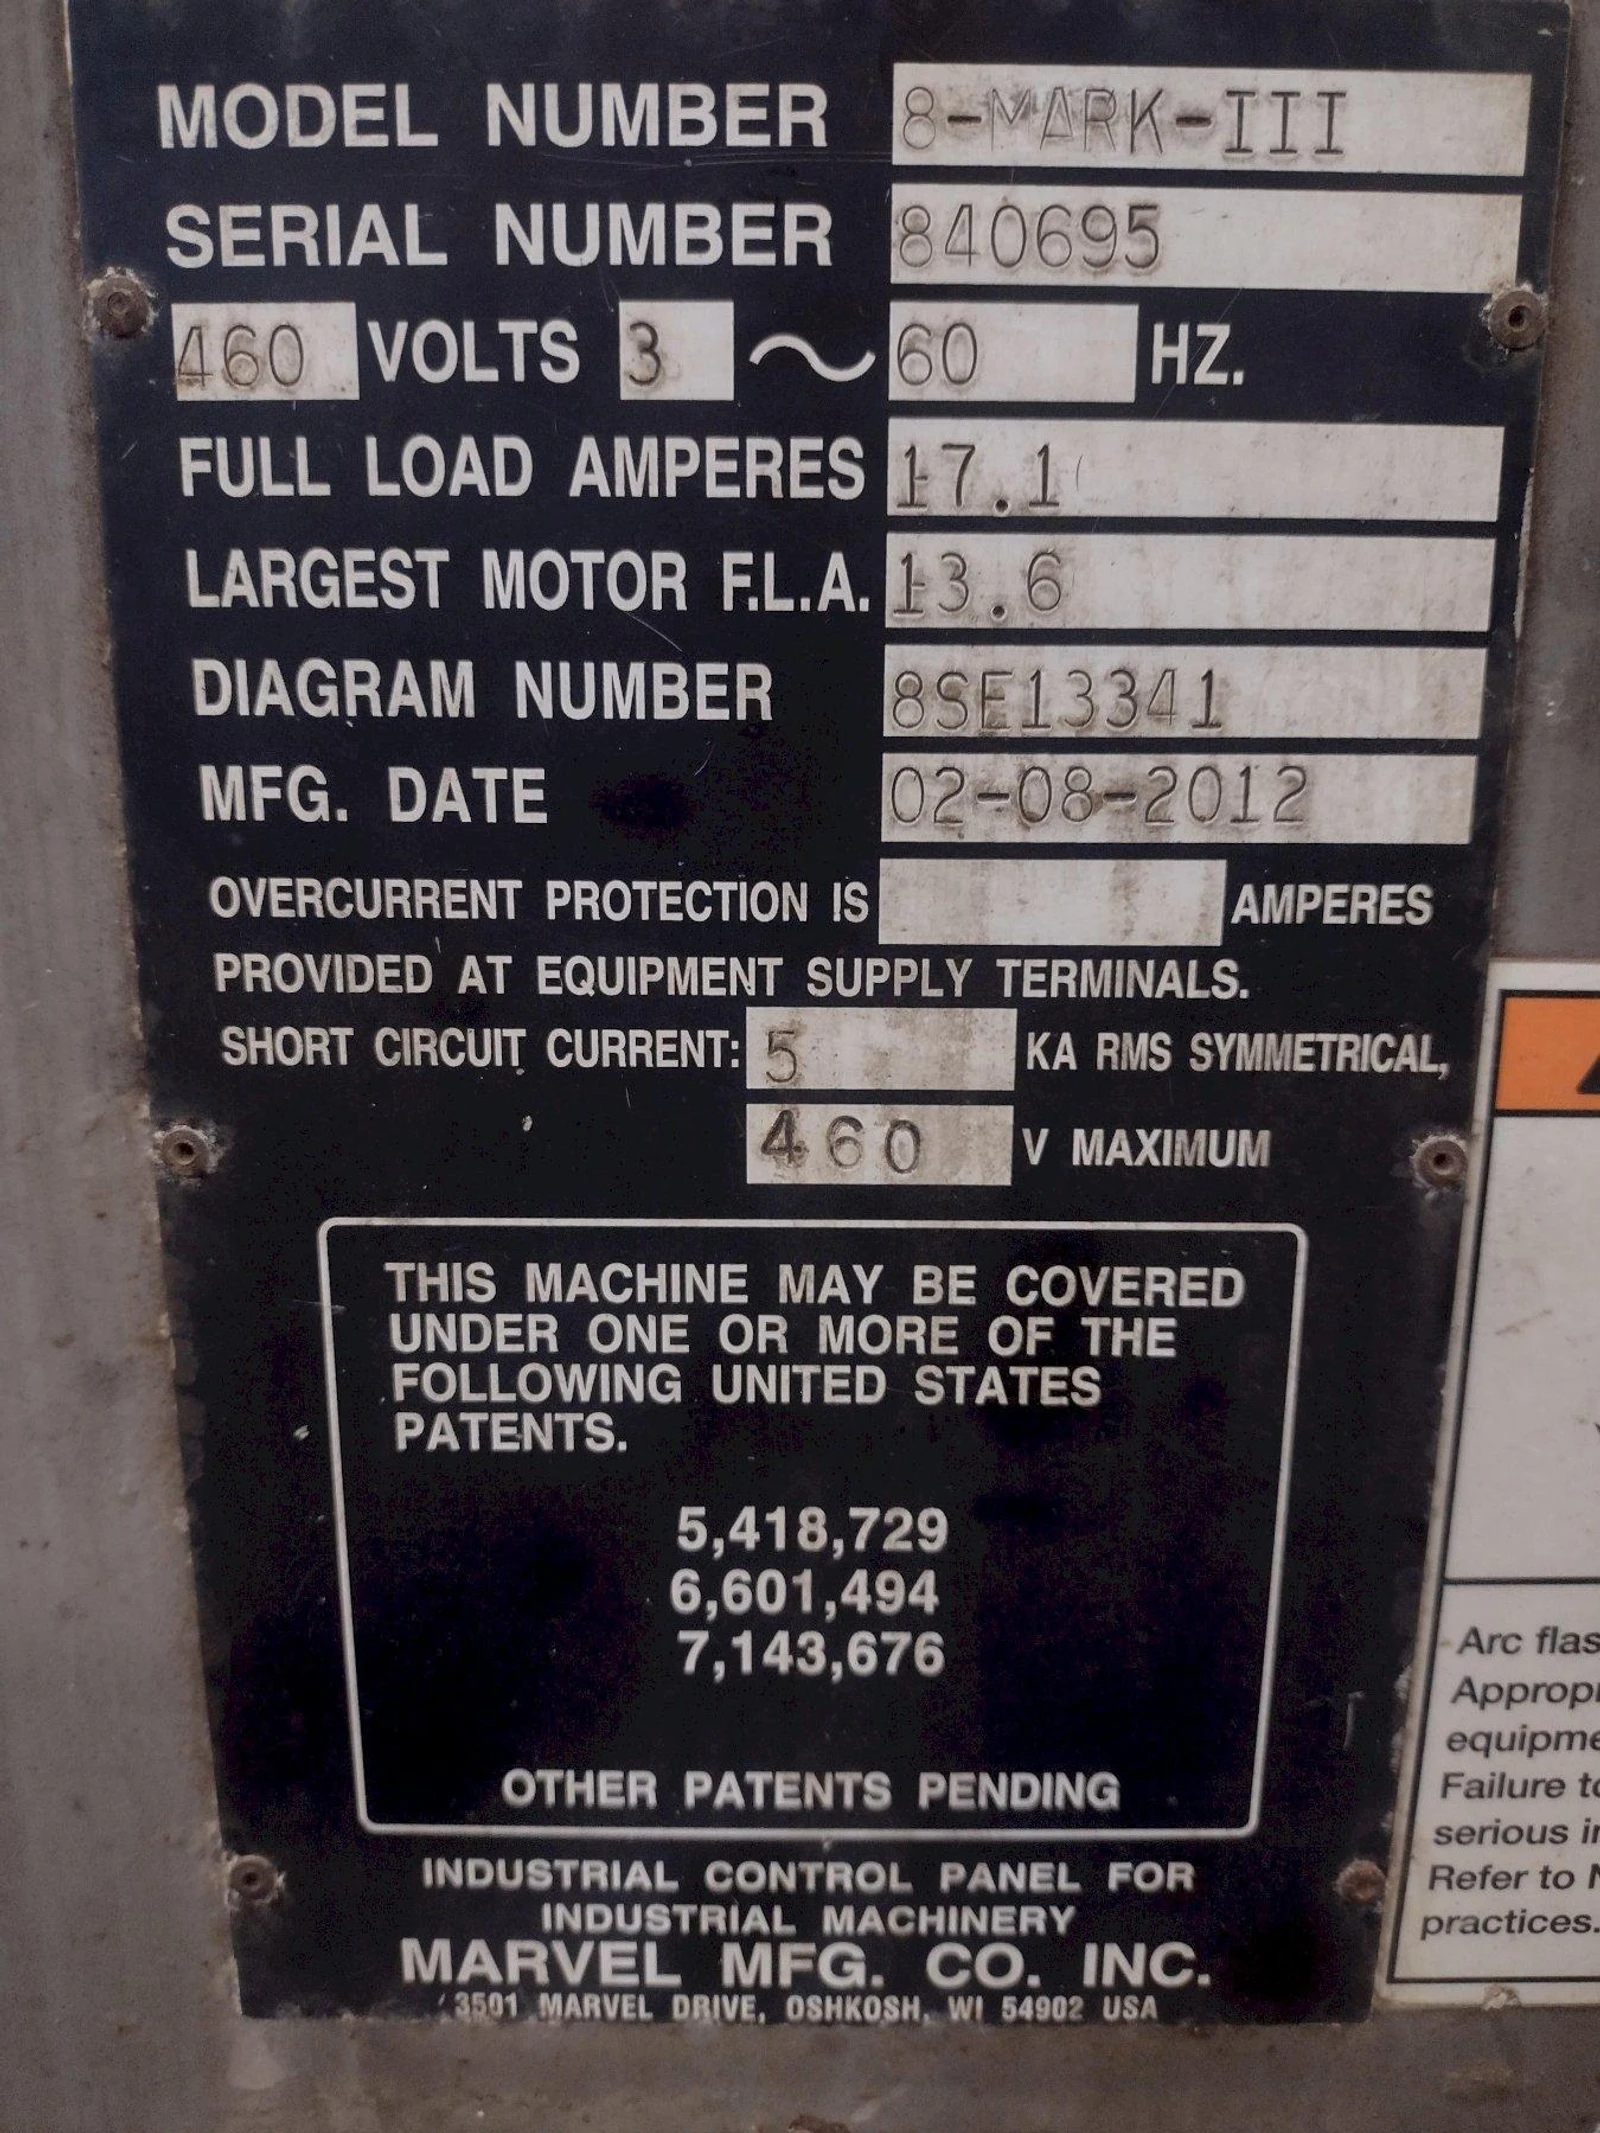 MODEL NUMBER 8-MARK-III
SERIAL NUMBER 840695
460 VOLTS 3 ~ 60 HZ.
FULL LOAD AMPERES 17.1
LARGEST MOTOR F.L.A. 13.6
DIAGRAM NUMBER 8SE13341
MFG. DATE 02-08-2012
OVERCURRENT PROTECTION IS AMPERES
PROVIDED AT EQUIPMENT SUPPLY TERMINALS.
SHORT CIRCUIT CURRENT: 5 KA RMS SYMMETRICAL,
460 V MAXIMUM
THIS MACHINE MAY BE COVERED
UNDER ONE OR MORE OF THE
FOLLOWING UNITED STATES
PATENTS.
5,418,729
6,601,494
7,143,676
OTHER PATENTS PENDING
INDUSTRIAL CONTROL PANEL FOR
INDUSTRIAL MACHINERY
MARVEL MFG. CO. INC.
3501 MARVEL DRIVE, OSHKOSH, WI 54902 USA
Arc
Failure
serious
Refer to
practices.